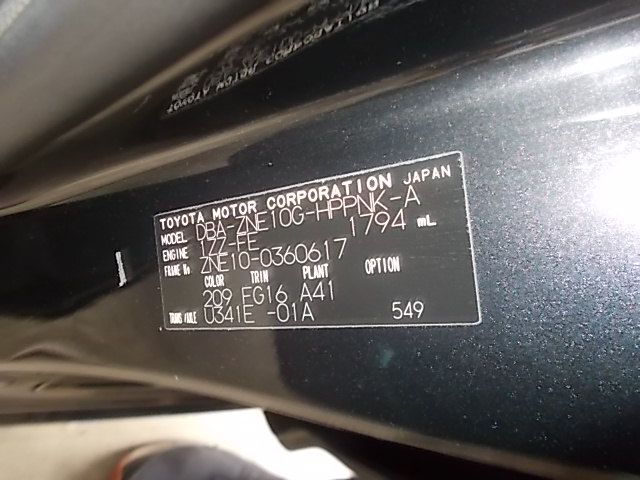 TOYOTA MOTOR CORPORATION JAPAN
MODEL DBA-ZNE10G-HPPNK-A
ENGINE 1ZZ-FE 1794 mL
FRAME No. ZNE10-0360617
COLOR TRIM PLANT OPTION
209 FG16 A41
TRANS/AXLE U341E -01A 549